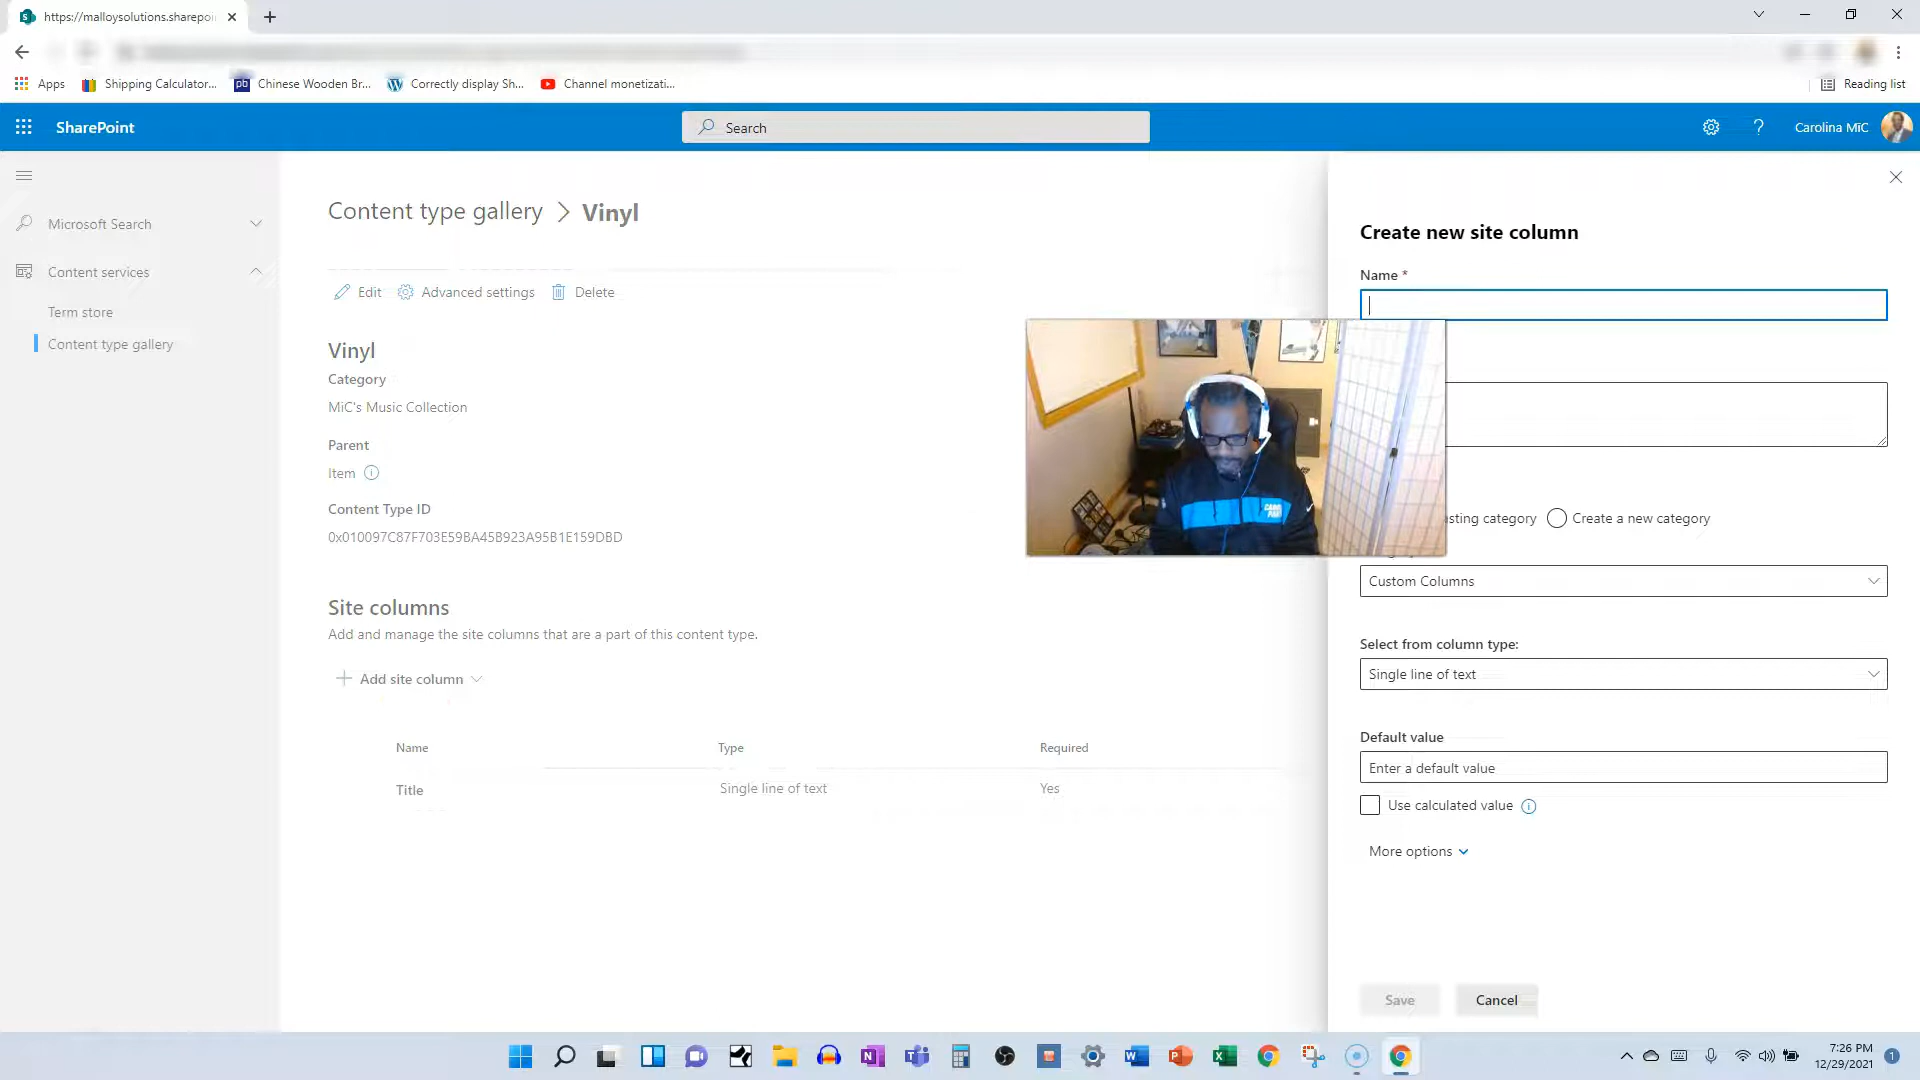 https://malloysolutions.sharepoi
Apps
Shipping Calculator...
pb
Chinese Wooden Br...
Correctly display Sh...
Channel monetizati...
Reading list
SharePoint
Search
Carolina MiC
Microsoft Search
Content services
Term store
Content type gallery
Content type gallery > Vinyl
Edit
Advanced settings
Delete
Vinyl
Category
MiC's Music Collection
Parent
Item
Content Type ID
0x010097C87F703E59BA45B923A95B1E159DBD
Site columns
Add and manage the site columns that are a part of this content type.
Add site column
Name
Type
Required
Title
Single line of text
Yes
Create new site column
Name *
category
Create a new category
Custom Columns
Select from column type:
Single line of text
Default value
Enter a default value
Use calculated value
More options
Save
Cancel
7:26 PM
12/29/2021
1